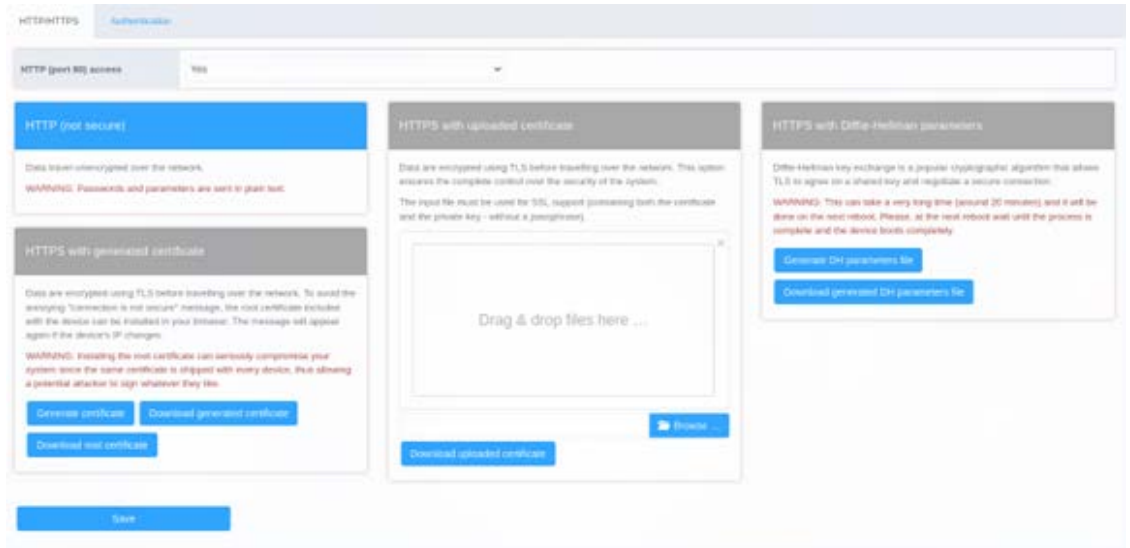 HTTP/HTTPS
Authentication
HTTP (port 80) access
Yes
HTTP (not secure)
Data travel unencrypted over the network.
WARNING: Passwords and parameters are sent in plain text.
HTTPS with generated certificate
Data are encrypted using TLS before travelling over the network. To avoid the
annoying "connection is not secure" message, the root certificate included
with the device can be installed in your browser. The message will appear
again if the device's IP changes.
WARNING: Installing the root certificate can seriously compromise your
system since the same certificate is shipped with every device, thus allowing
a potential attacker to sign whatever they like.
Generate certificate
Download generated certificate
Download root certificate
HTTPS with uploaded certificate
Data are encrypted using TLS before travelling over the network. This option
ensures the complete control over the security of the system.
The input file must be used for SSL support (containing both the certificate
and the private key - without a passphrase).
×
Drag & drop files here ...
Browse ...
Download uploaded certificate
HTTPS with Diffie-Hellman parameters
Diffie-Hellman key exchange is a popular cryptographic algorithm that allows
TLS to agree on a shared key and negotiate a secure connection.
WARNING: This can take a very long time (around 20 minutes) and it will be
done on the next reboot. Please, at the next reboot wait until the process is
complete and the device boots completely.
Generate DH parameters file
Download generated DH parameters file
Save